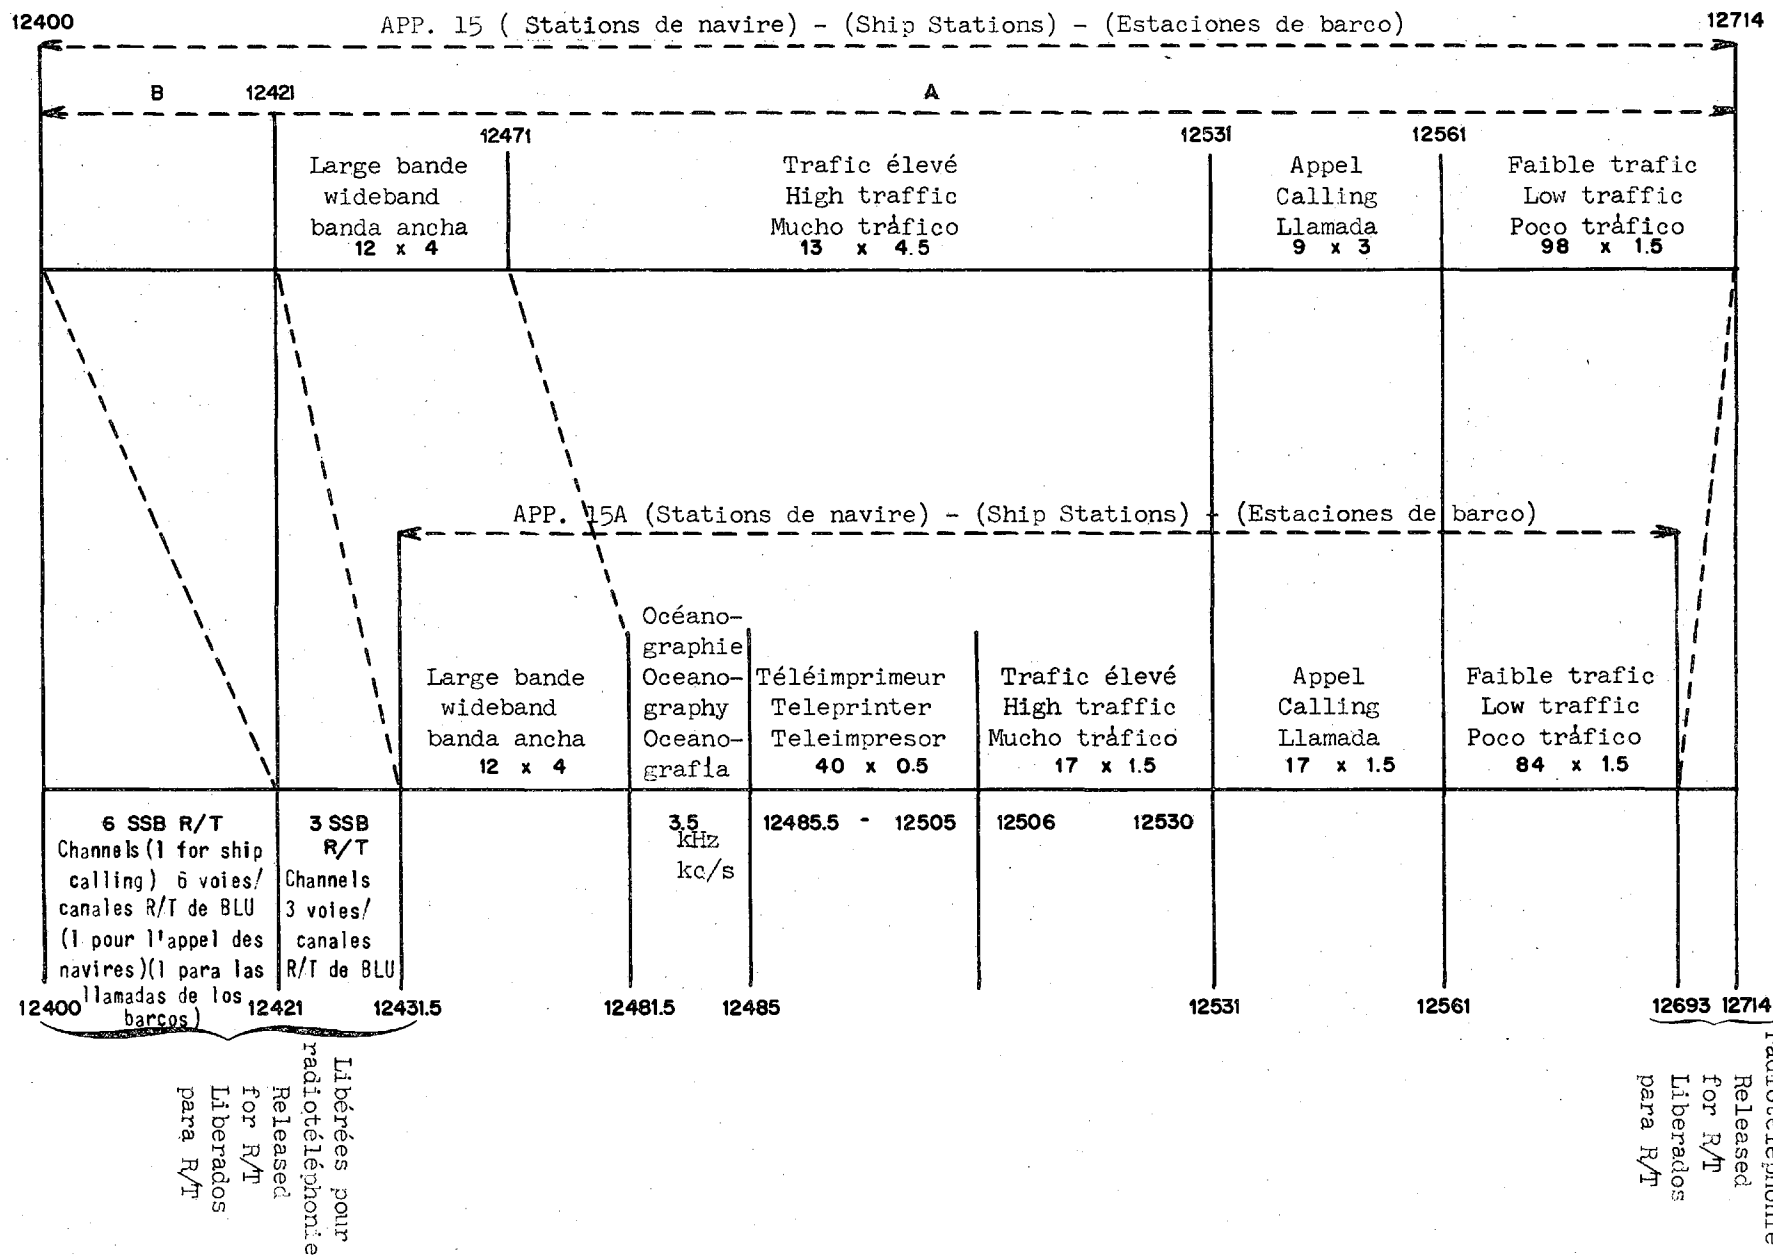 12400
APP. 15 ( Stations de navire) - (Ship Stations) - (Estaciones de barco)
12714
B
12421
A
12471
12531
12561
Large bande
wideband
banda ancha
12 x 4
Trafic élevé
High traffic
Mucho tráfico
13 x 4.5
Appel
Calling
Llamada
9 x 3
Faible trafic
Low traffic
Poco tráfico
98 x 1.5
APP. 15A (Stations de navire) - (Ship Stations) - (Estaciones de barco)
Large bande
wideband
banda ancha
12 x 4
Océano-
graphie
Oceano-
graphy
Oceano-
grafía
Téléimprimeur
Teleprinter
Teleimpresor
40 x 0.5
Trafic élevé
High traffic
Mucho tráfico
17 x 1.5
Appel
Calling
Llamada
17 x 1.5
Faible trafic
Low traffic
Poco tráfico
84 x 1.5
6 SSB R/T
Channels (1 for ship
calling) 6 voies/
canales R/T de BLU
(1 pour l'appel des
navires)(1 para las
llamadas de los
barcos)
3 SSB
R/T
Channels
3 voies/
canales
R/T de BLU
3.5
kHz
kc/s
12485.5 - 12505
12506 12530
12400
12421
12431.5
12481.5
12485
12531
12561
12693
12714
Libérées pour
radiotéléphonie
Released
for R/T
Liberados
para R/T
radiotéléphonie
Released
for R/T
Liberados
para R/T